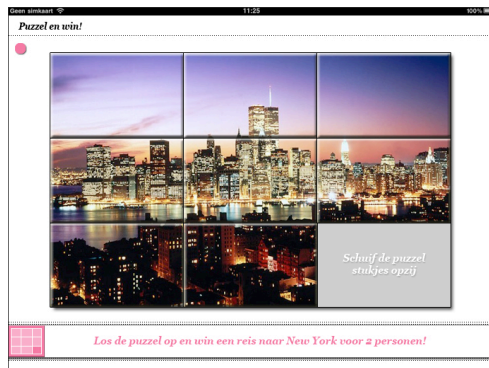 Geen simkaart 11:25 100%
Puzzel en win!
Schuif de puzzel
stukjes opzij
Los de puzzel op en win een reis naar New York voor 2 personen!